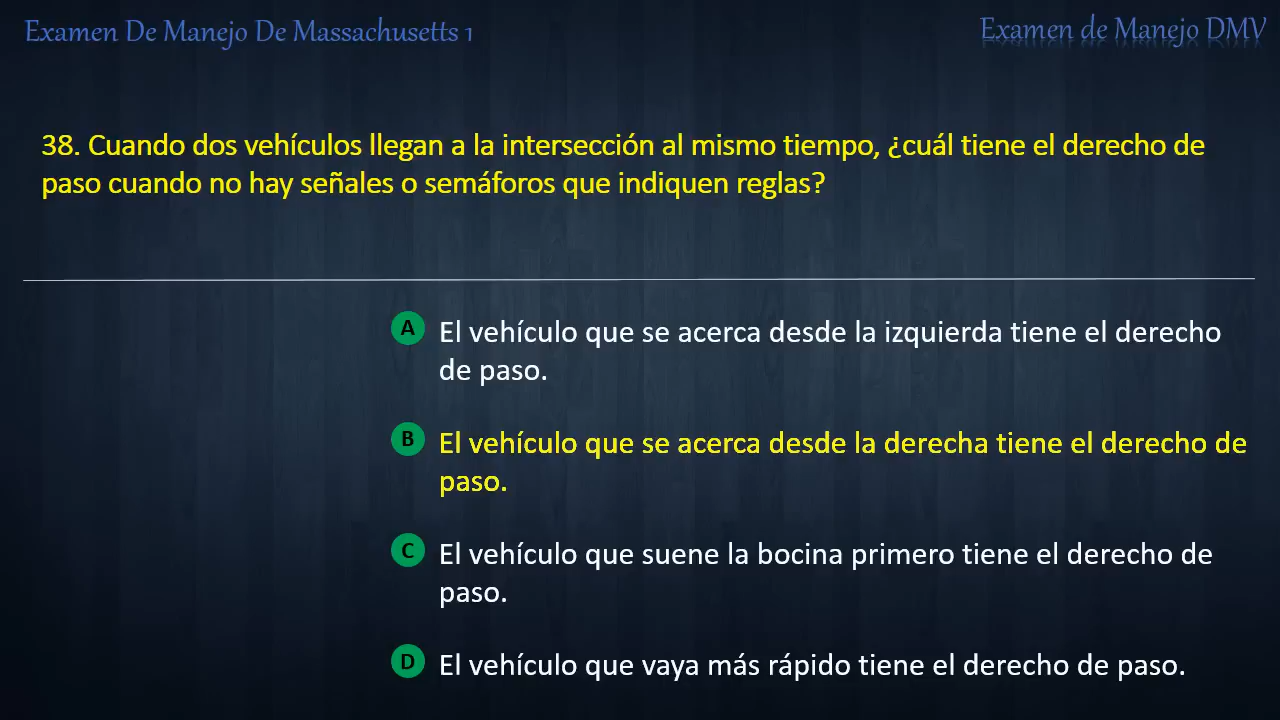 Examen De Manejo De Massachusetts 1
Examen de Manejo DMV
38. Cuando dos vehículos llegan a la intersección al mismo tiempo, ¿cuál tiene el derecho de
paso cuando no hay señales o semáforos que indiquen reglas?
A El vehículo que se acerca desde la izquierda tiene el derecho
de paso.
B El vehículo que se acerca desde la derecha tiene el derecho de
paso.
C El vehículo que suene la bocina primero tiene el derecho de
paso.
D El vehículo que vaya más rápido tiene el derecho de paso.